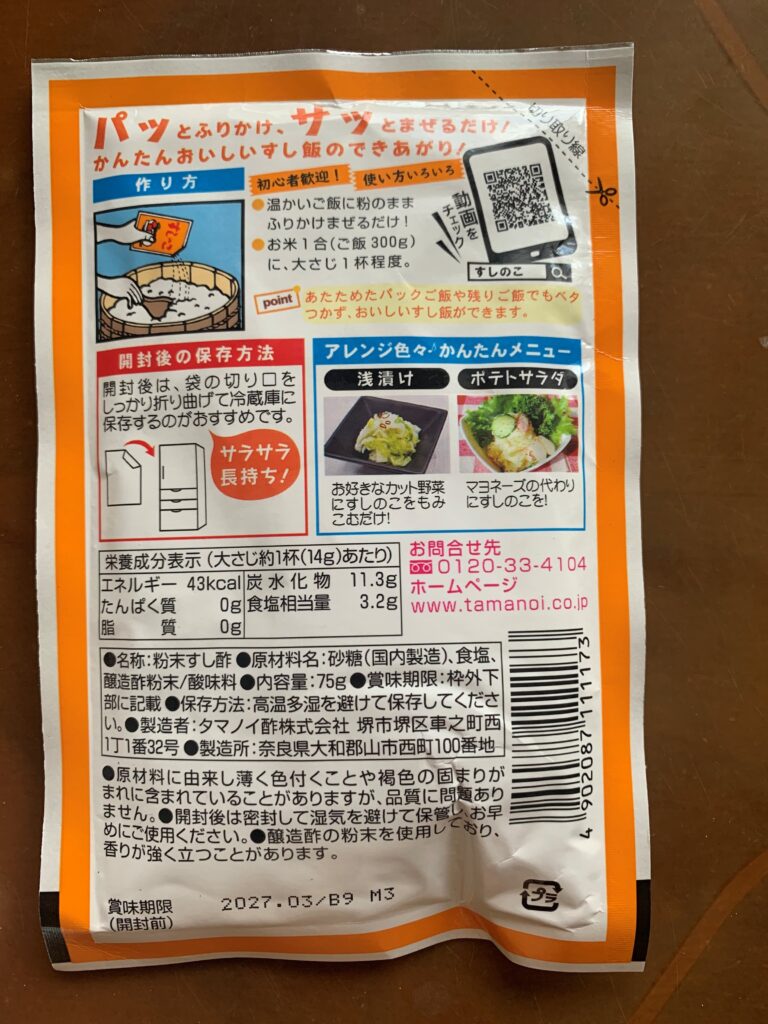 パッとふりかけ、サッとまぜるだけ!
かんたんおいしいすし飯のできあがり!
切り取り線
作り方
初心者歓迎!
使い方いろいろ
●温かいご飯に粉のまま
ふりかけまぜるだけ!
●お米1合(ご飯300g)
に、大さじ1杯程度。
動画を
チェック
すしのこ
point
あたためたパックご飯や残りご飯でもベタ
つかず、おいしいすし飯ができます。
開封後の保存方法
開封後は、袋の切り口を
しっかり折り曲げて冷蔵庫に
保存するのがおすすめです。
サラサラ
長持ち!
アレンジ色々♪かんたんメニュー
浅漬け
お好きなカット野菜
にすしのこをもみ
こむだけ!
ポテトサラダ
マヨネーズの代わり
にすしのこを!
栄養成分表示(大さじ約1杯(14g)あたり)
エネルギー 43kcal 炭水化物 11.3g
たんぱく質 0g 食塩相当量 3.2g
脂質 0g
お問合せ先
0120-33-4104
ホームページ
www.tamanoi.co.jp
●名称:粉末すし酢 ●原材料名:砂糖(国内製造)、食塩、
醸造酢粉末/酸味料 ●内容量:75g ●賞味期限:枠外下
部に記載 ●保存方法:高温多湿を避けて保存してくださ
い。●製造者:タマノイ酢株式会社 堺市堺区車之町西
1丁1番32号 ●製造所:奈良県大和郡山市西町100番地
●原材料に由来し薄く色付くことや褐色の固まりが
まれに含まれていることがありますが、品質に問題あり
ません。●開封後は密封して湿気を避けて保管し、お早
めにご使用ください。●醸造酢の粉末を使用しており、
香りが強く立つことがあります。
4902087111173
賞味期限
(開封前)
2027.03/B9 M3
プラ